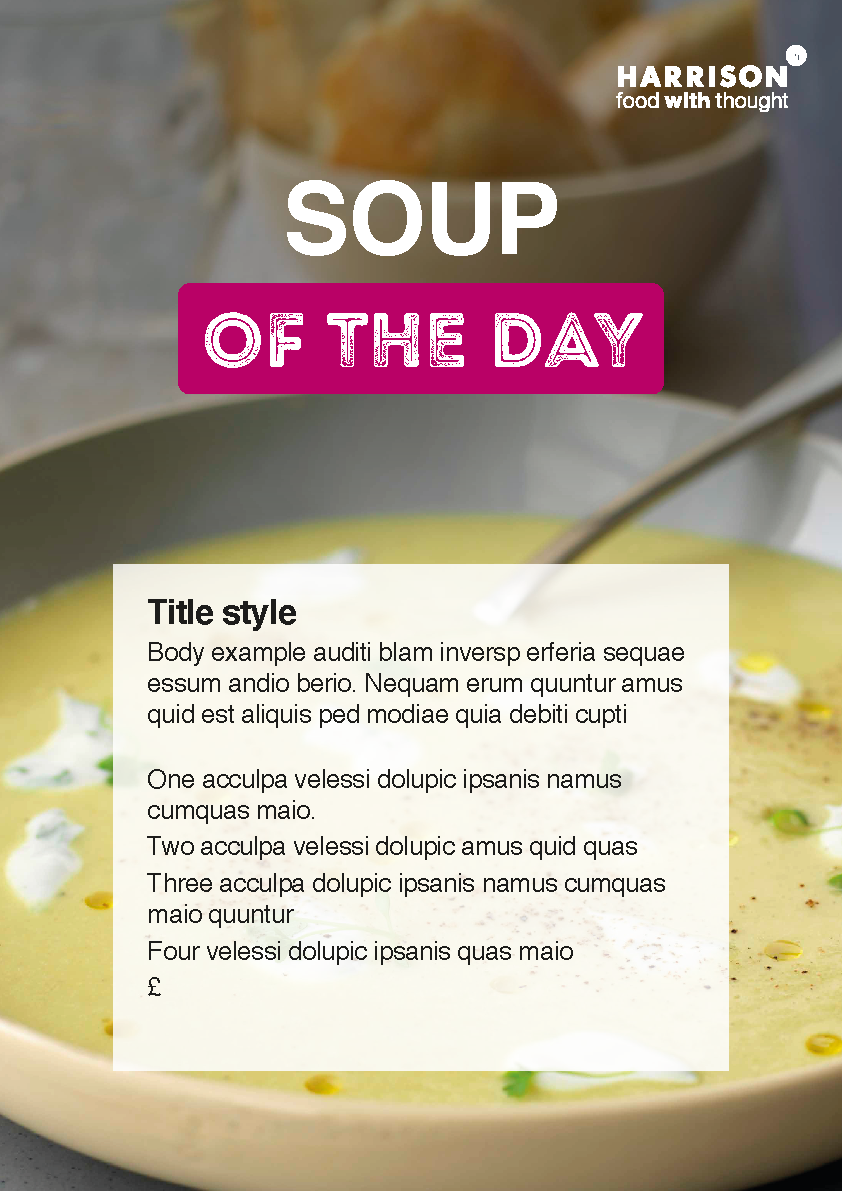 HARRISON
food with thought
SOUP
OF THE DAY
Title style
Body example auditi blam inversp erferia sequae
essum andio berio. Nequam erum quuntur amus
quid est aliquis ped modiae quia debiti cupti
One acculpa velessi dolupic ipsanis namus
cumquas maio.
Two acculpa velessi dolupic amus quid quas
Three acculpa dolupic ipsanis namus cumquas
maio quuntur
Four velessi dolupic ipsanis quas maio
£